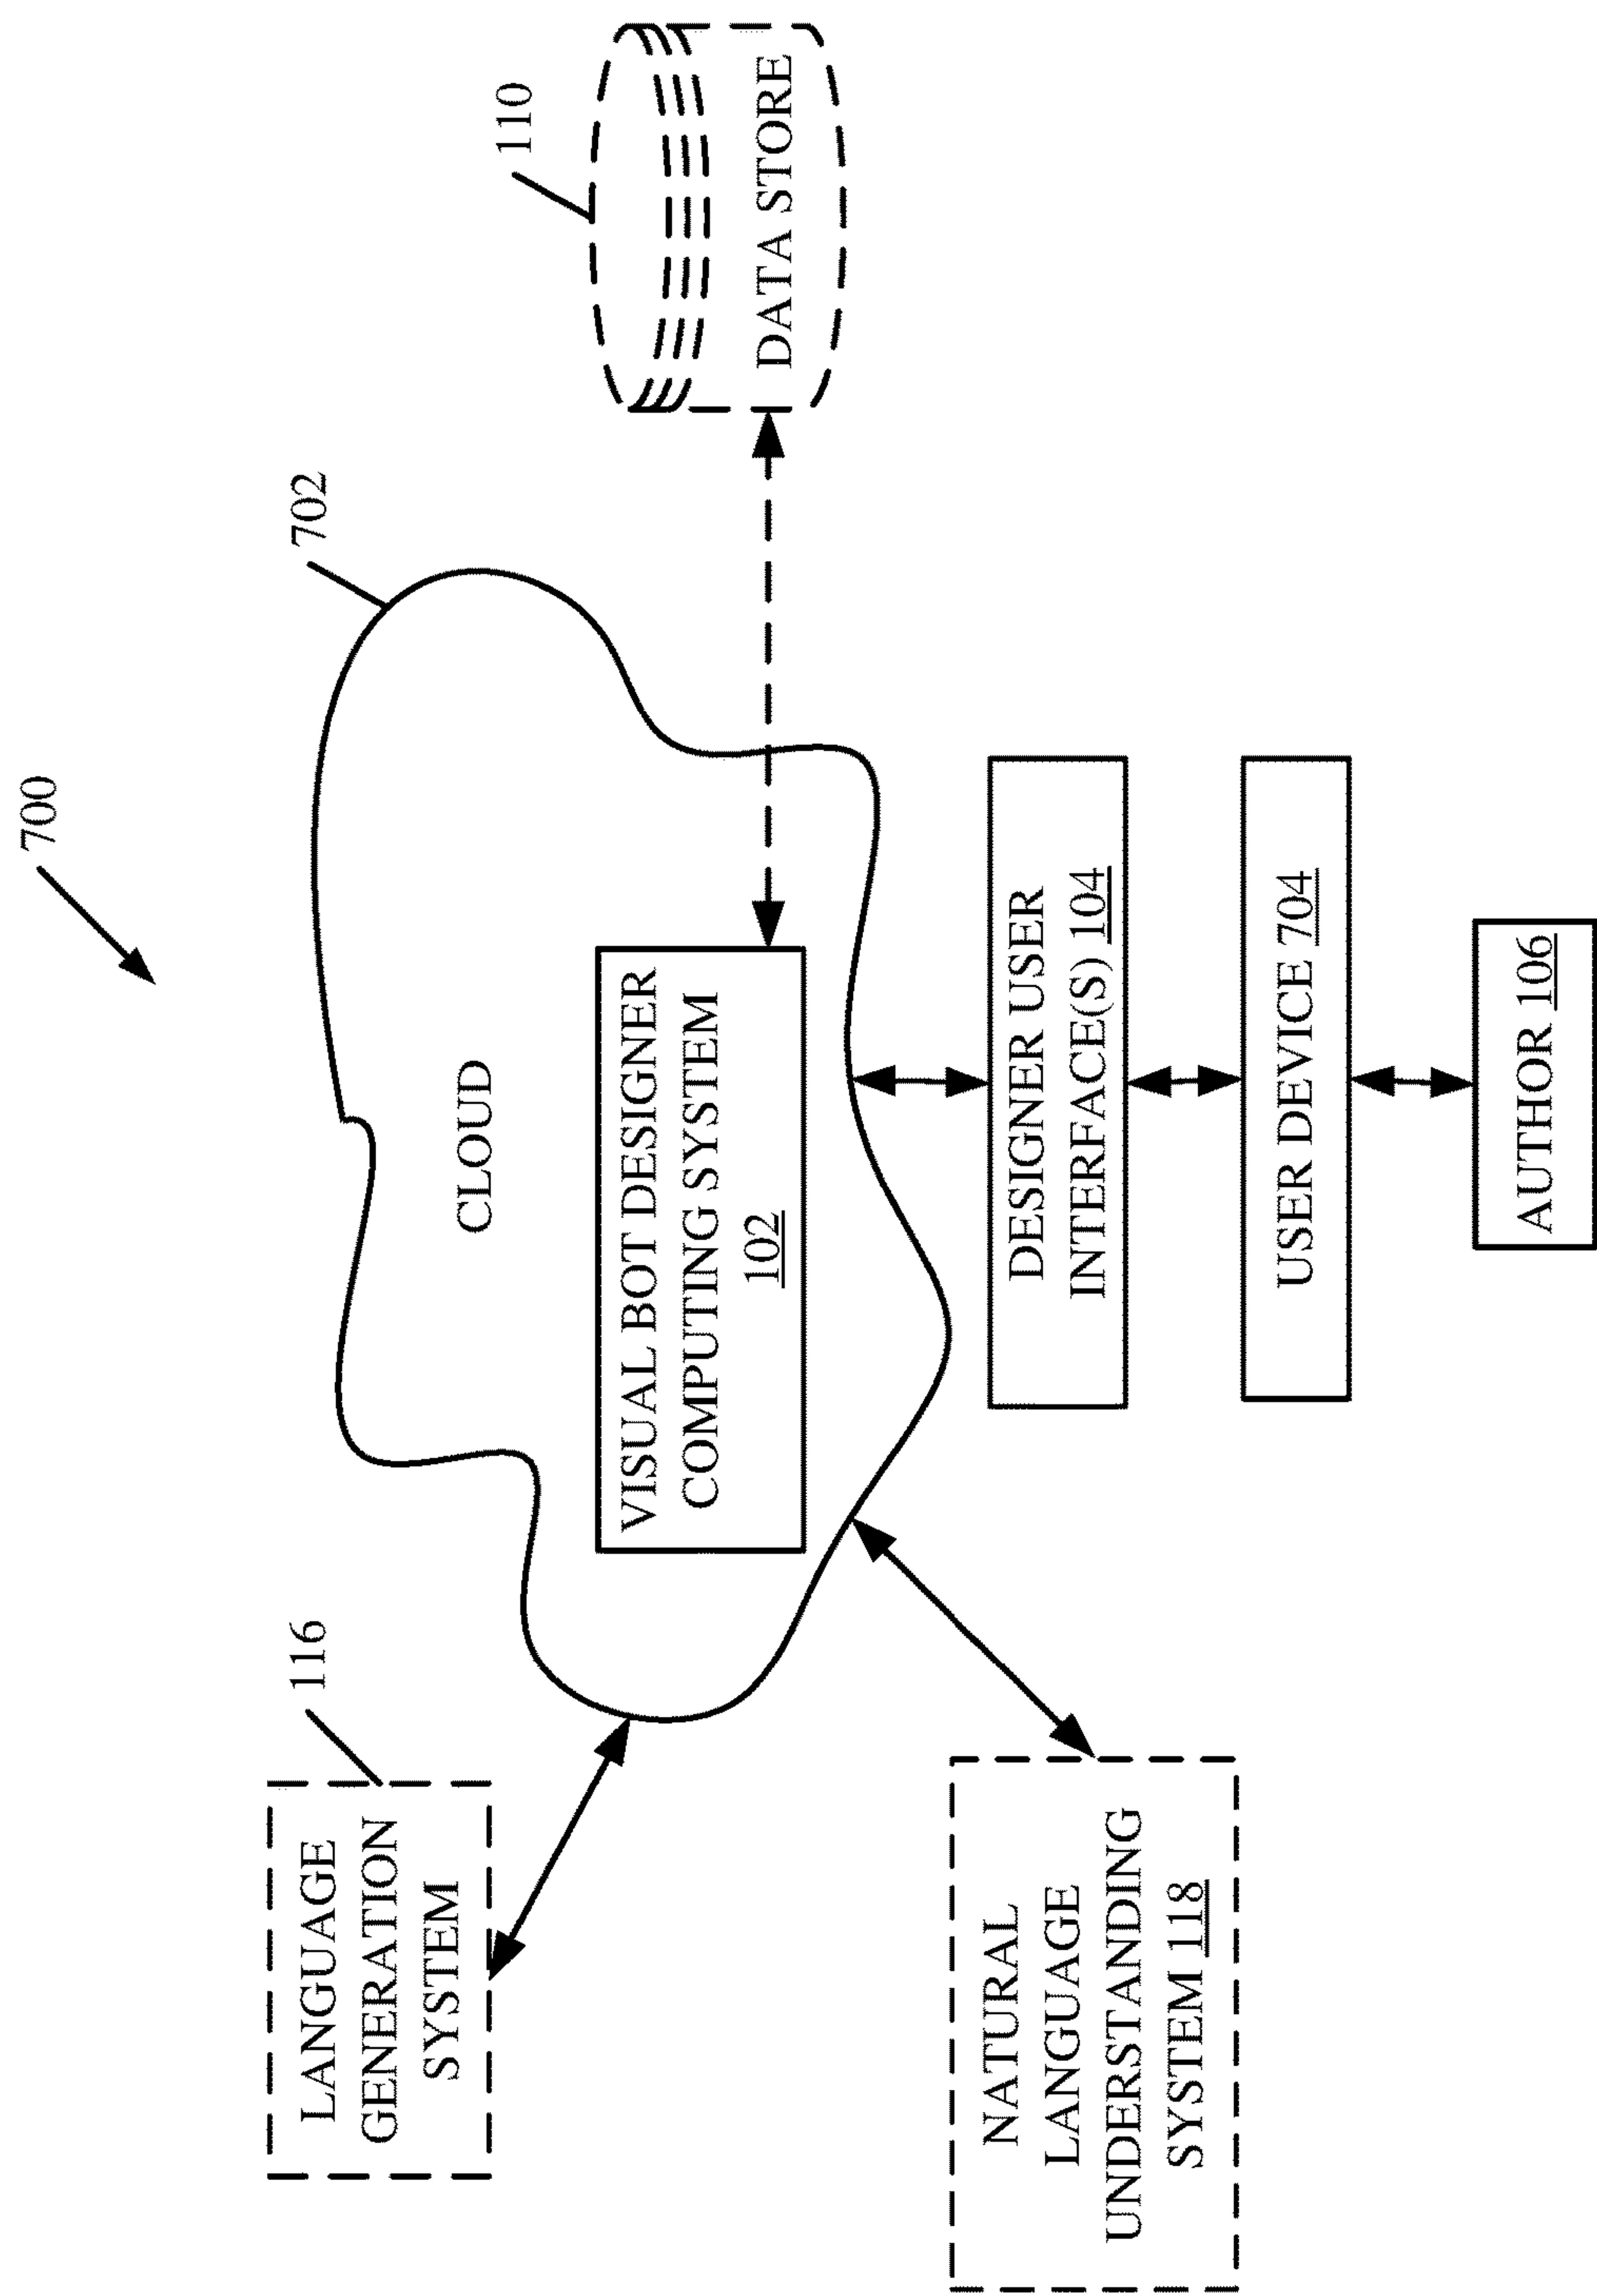 700
702
110
116
CLOUD
LANGUAGE
GENERATION
SYSTEM
VISUAL BOT DESIGNER
COMPUTING SYSTEM
102
DATA STORE
NATURAL
LANGUAGE
UNDERSTANDING
SYSTEM 118
DESIGNER USER
INTERFACE(S) 104
USER DEVICE 704
AUTHOR 106